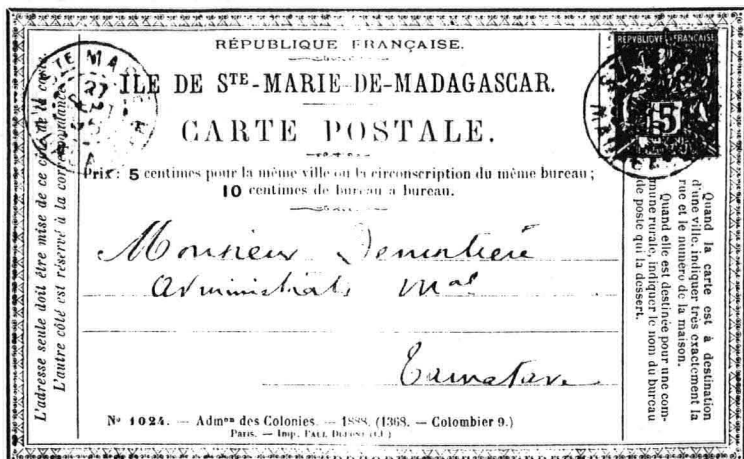 RÉPUBLIQUE FRANÇAISE.
ILE DE STE-MARIE-DE-MADAGASCAR.
CARTE POSTALE.
Prix: 5 centimes pour la même ville ou la circonscription du même bureau;
10 centimes de bureau à bureau.
Monsieur
Tamatave
No 1024. — Admon des Colonies. — 1888. (1368. — Colombier 9.)
Paris. — Imp. PAUL DUPONT
L'adresse seule doit être mise de ce côté de la carte.
L'autre côté est réservé à la correspondance.
RÉPUBLIQUE FRANÇAISE
5
Quand la carte est à destination
d'une ville, indiquer très exactement la
rue et le numéro de la maison.
Quand elle est destinée pour une com-
mune rurale, indiquer le nom du bureau
de poste qui la dessert.